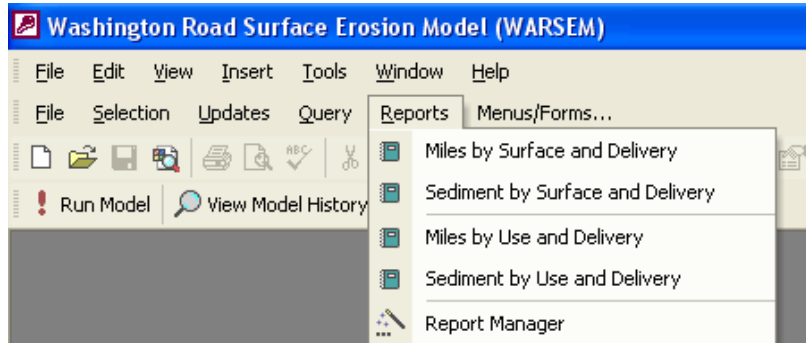 Washington Road Surface Erosion Model (WARSEM)
File Edit View Insert Tools Window Help
File Selection Updates Query Reports Menus/Forms...
ABC
Miles by Surface and Delivery
Sediment by Surface and Delivery
Run Model View Model History
Miles by Use and Delivery
Sediment by Use and Delivery
Report Manager